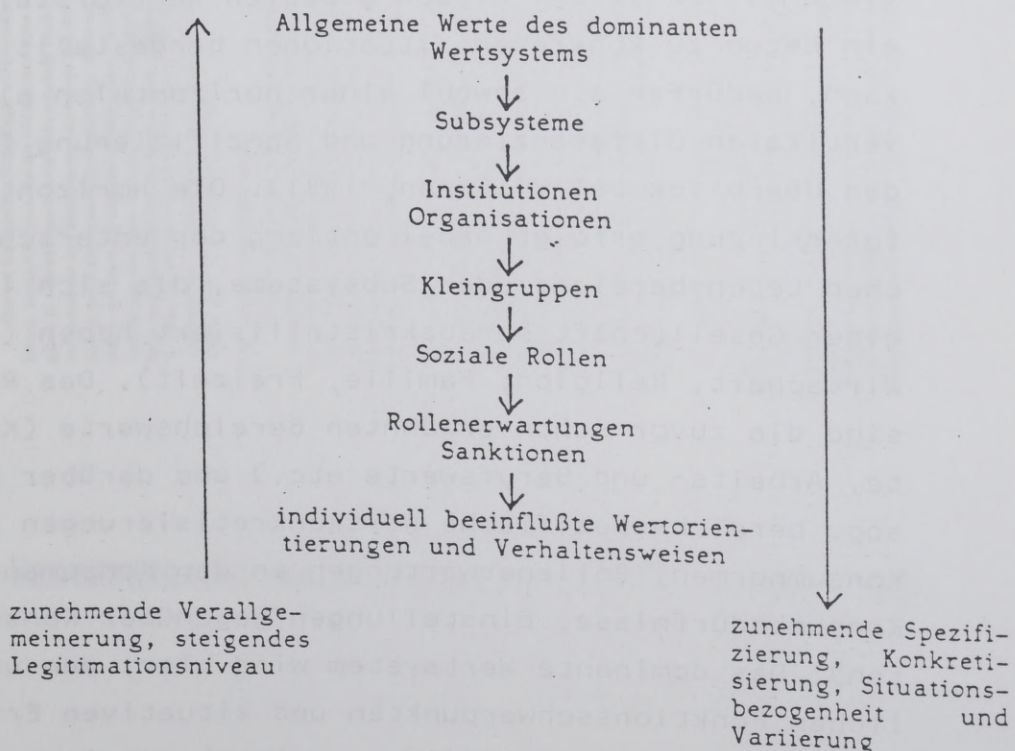 Allgemeine Werte des dominanten
Wertsystems
Subsysteme
Institutionen
Organisationen
Kleingruppen
Soziale Rollen
Rollenerwartungen
Sanktionen
individuell beeinflußte Wertorien-
tierungen und Verhaltensweisen
zunehmende Verallge-
meinerung, steigendes
Legitimationsniveau
zunehmende Spezifi-
zierung, Konkreti-
sierung, Situations-
bezogenheit und
Variierung